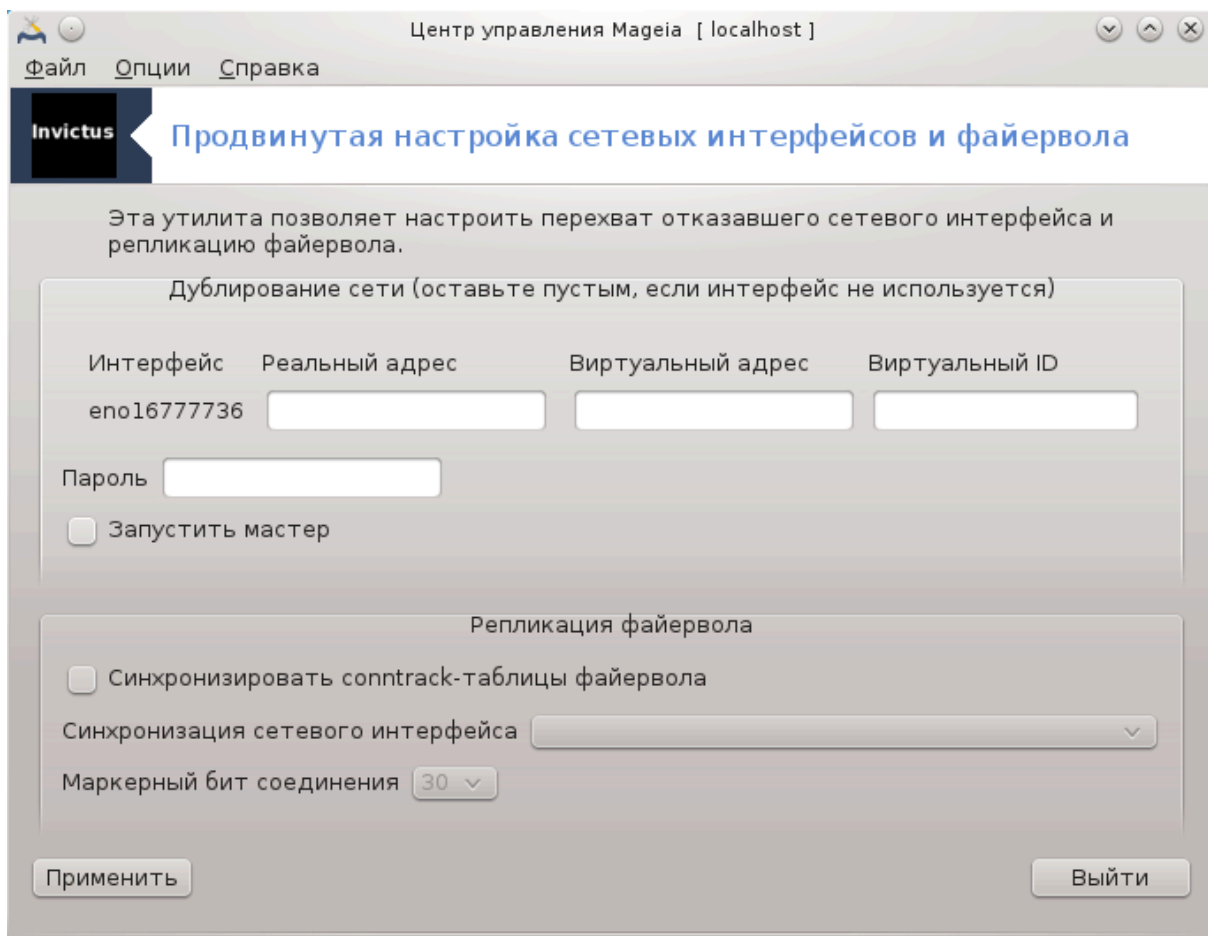 Центр управления Mageia [ localhost ]
Файл Опции Справка
Invictus
Продвинутая настройка сетевых интерфейсов и файервола
Эта утилита позволяет настроить перехват отказавшего сетевого интерфейса и
репликацию файервола.
Дублирование сети (оставьте пустым, если интерфейс не используется)
Интерфейс Реальный адрес Виртуальный адрес Виртуальный ID
eno16777736
Пароль
Запустить мастер
Репликация файервола
Синхронизировать conntrack-таблицы файервола
Синхронизация сетевого интерфейса
Маркерный бит соединения 30
Применить Выйти